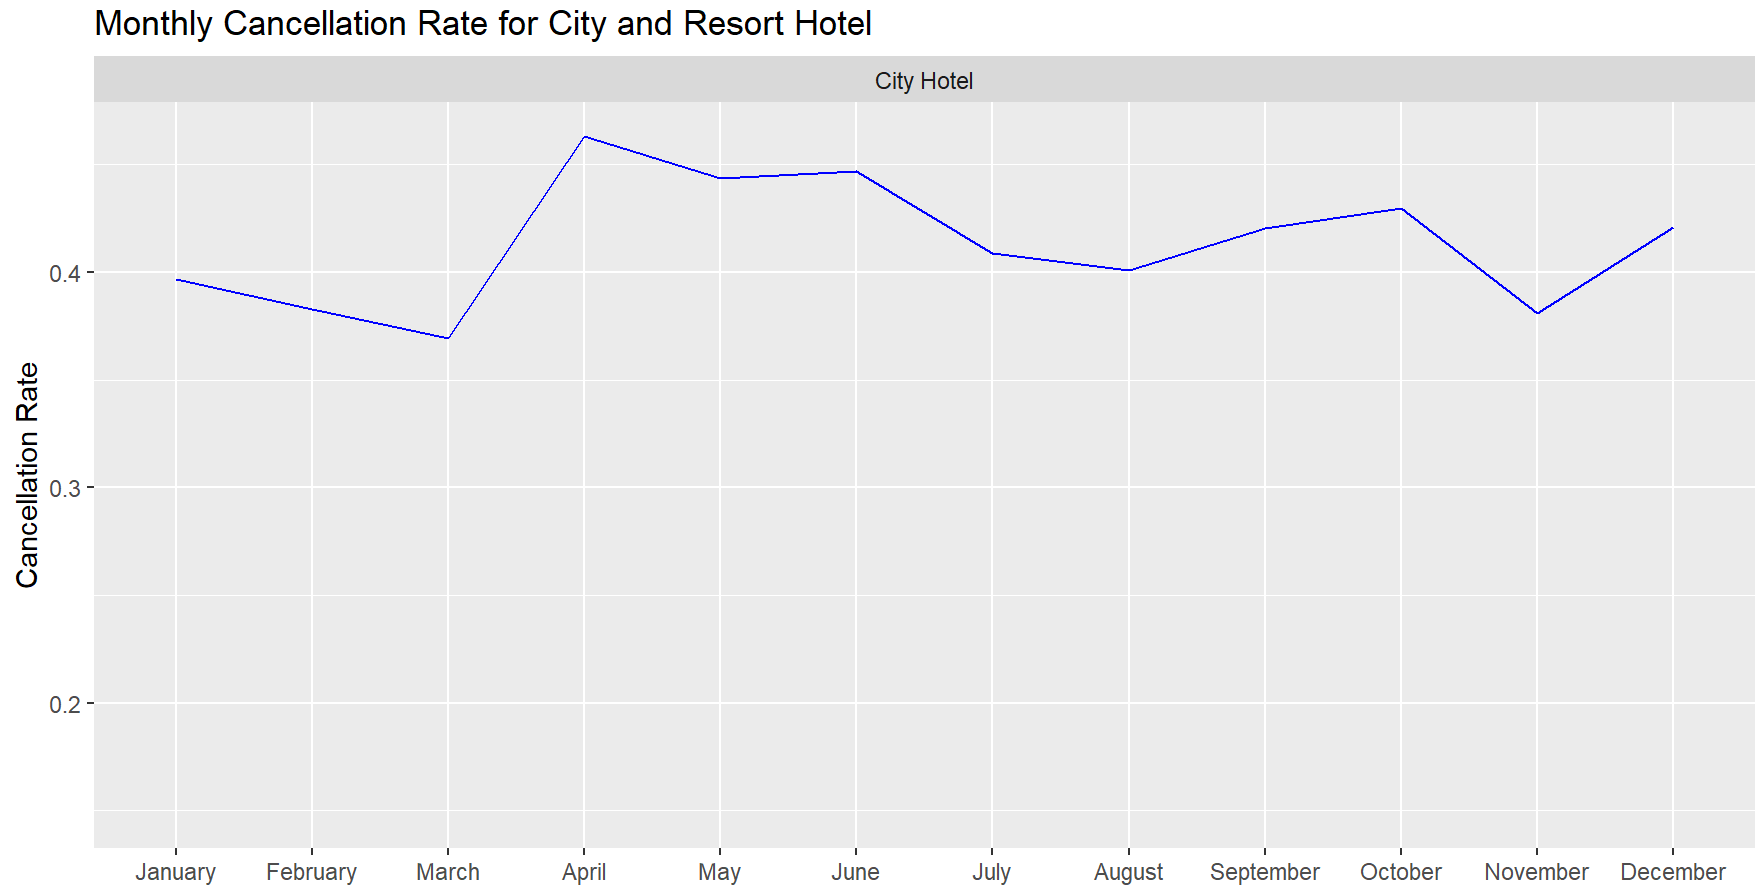 Monthly Cancellation Rate for City and Resort Hotel
City Hotel
Cancellation Rate
0.4
0.3
0.2
January February March April May June July August September October November December